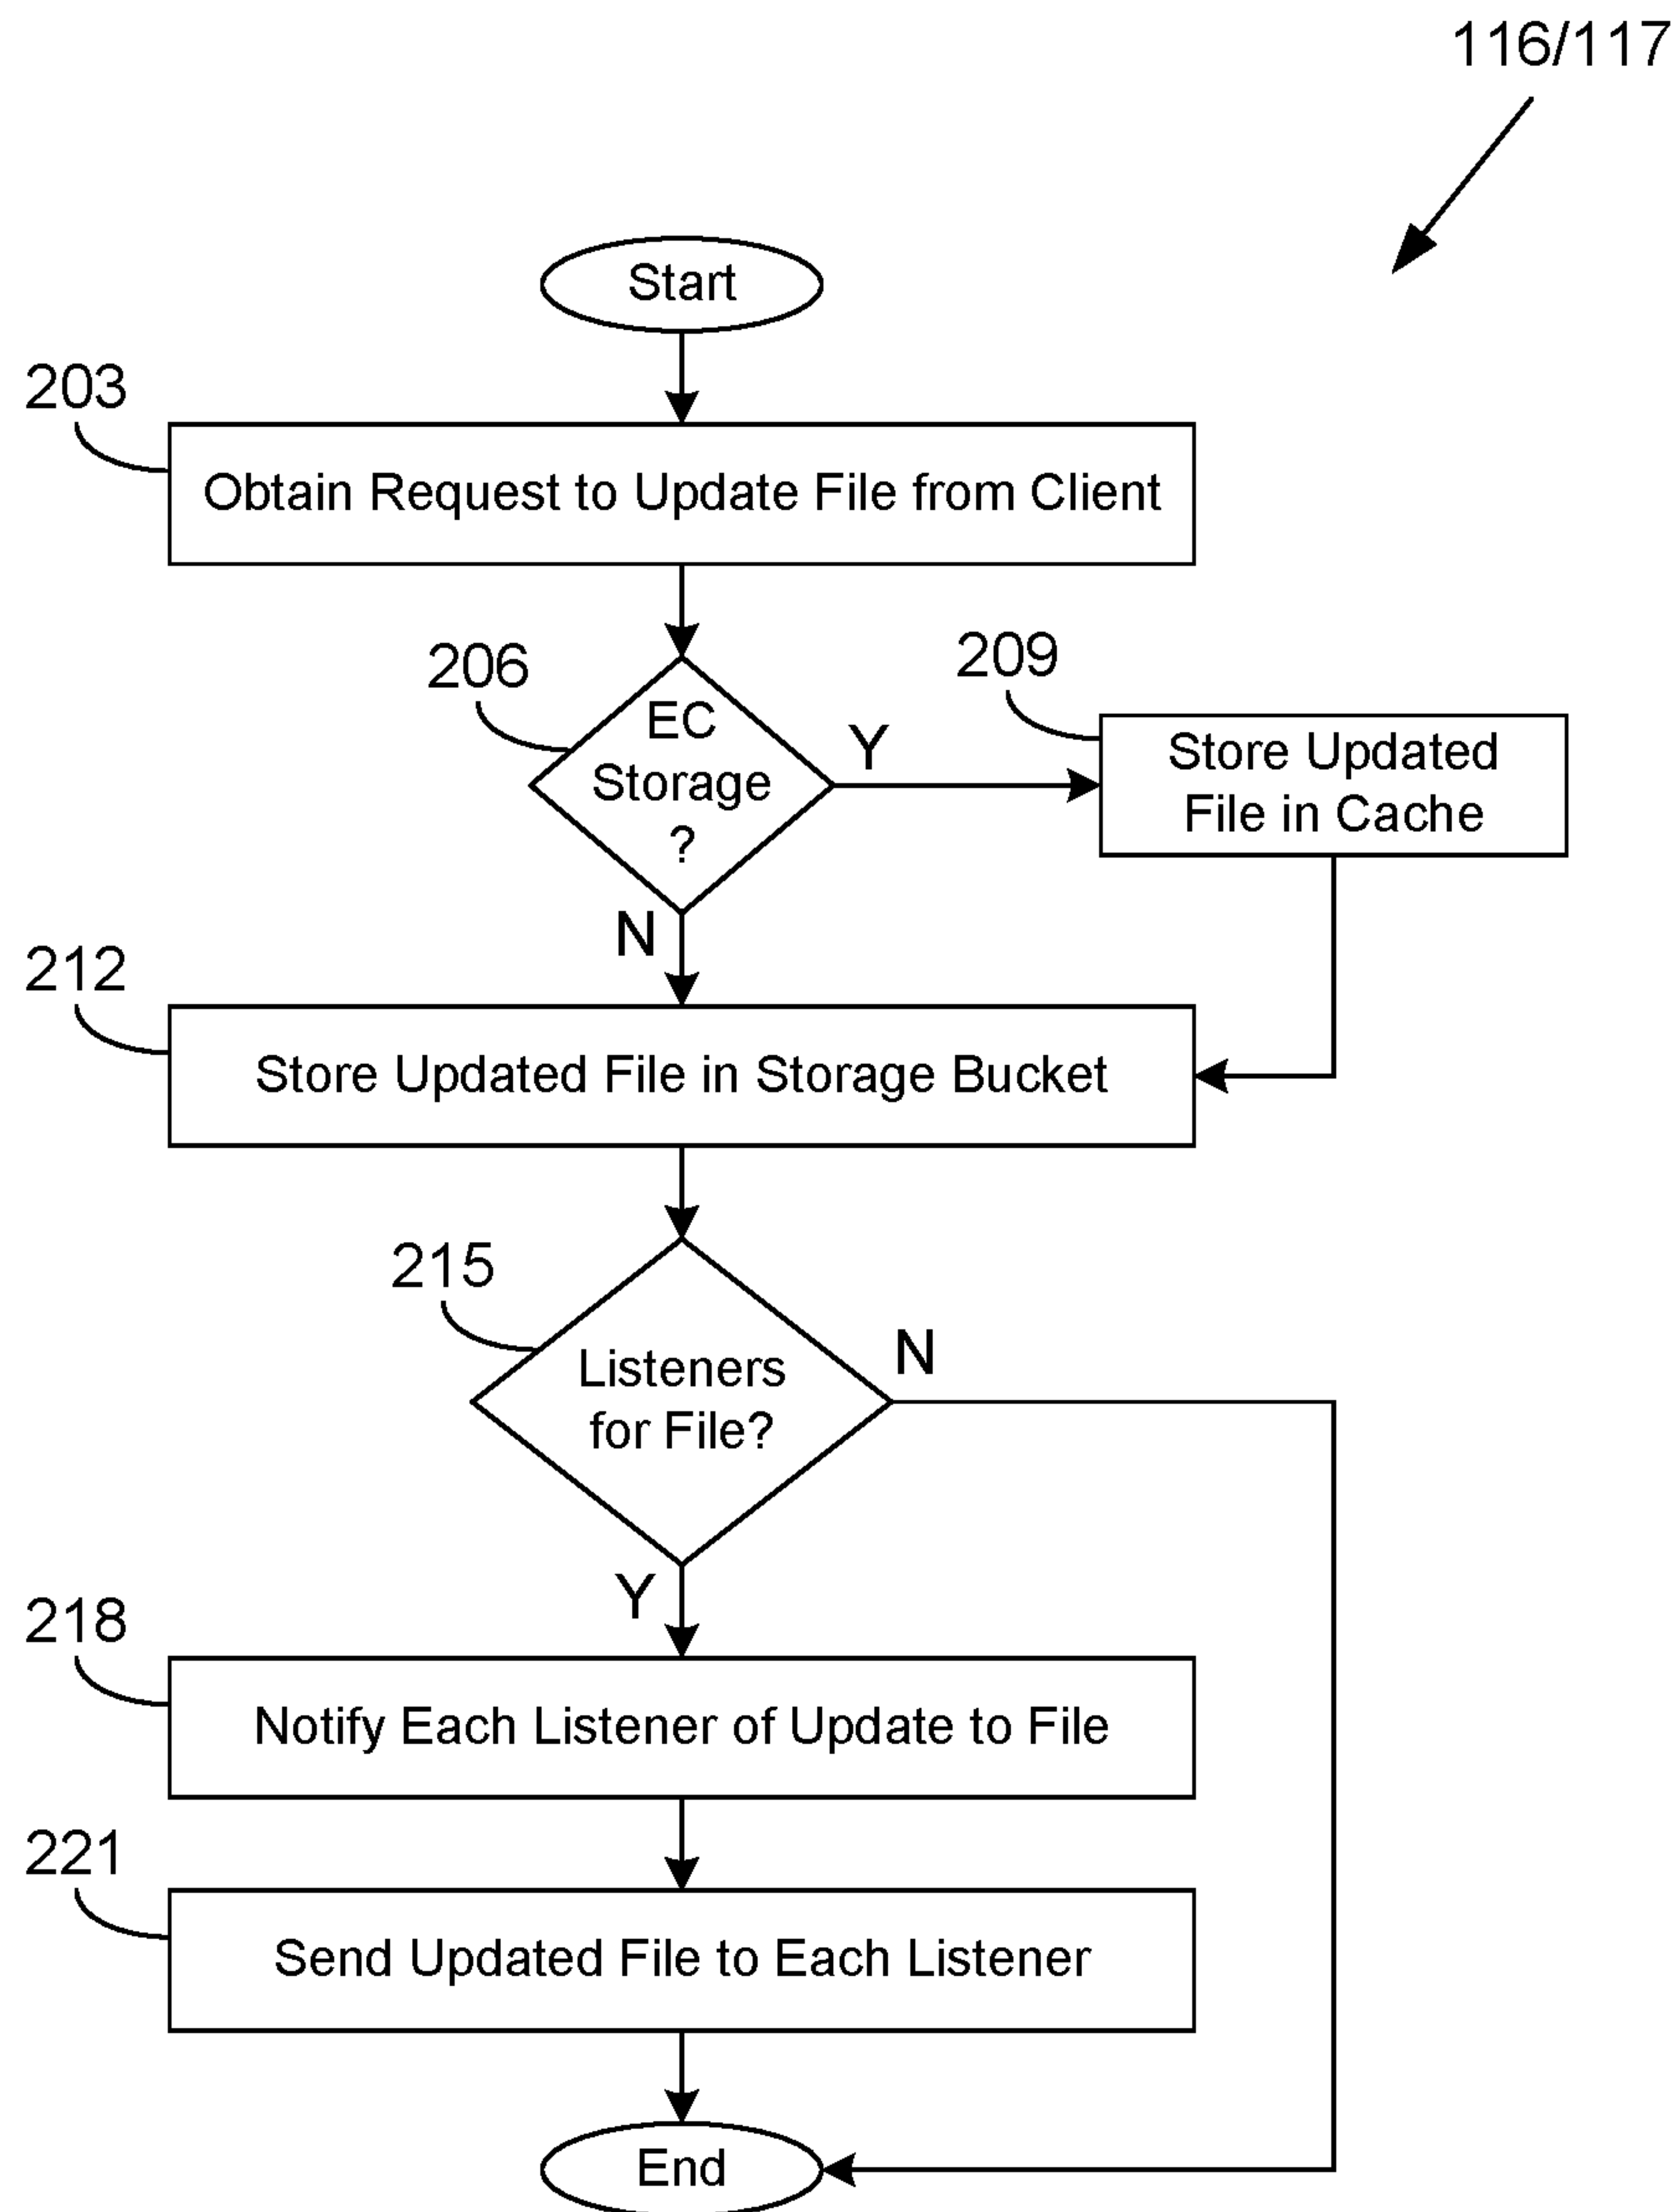 116/117
Start
203
Obtain Request to Update File from Client
206
EC
Storage
?
Y
209
Store Updated
File in Cache
N
212
Store Updated File in Storage Bucket
215
Listeners
for File?
N
Y
218
Notify Each Listener of Update to File
221
Send Updated File to Each Listener
End